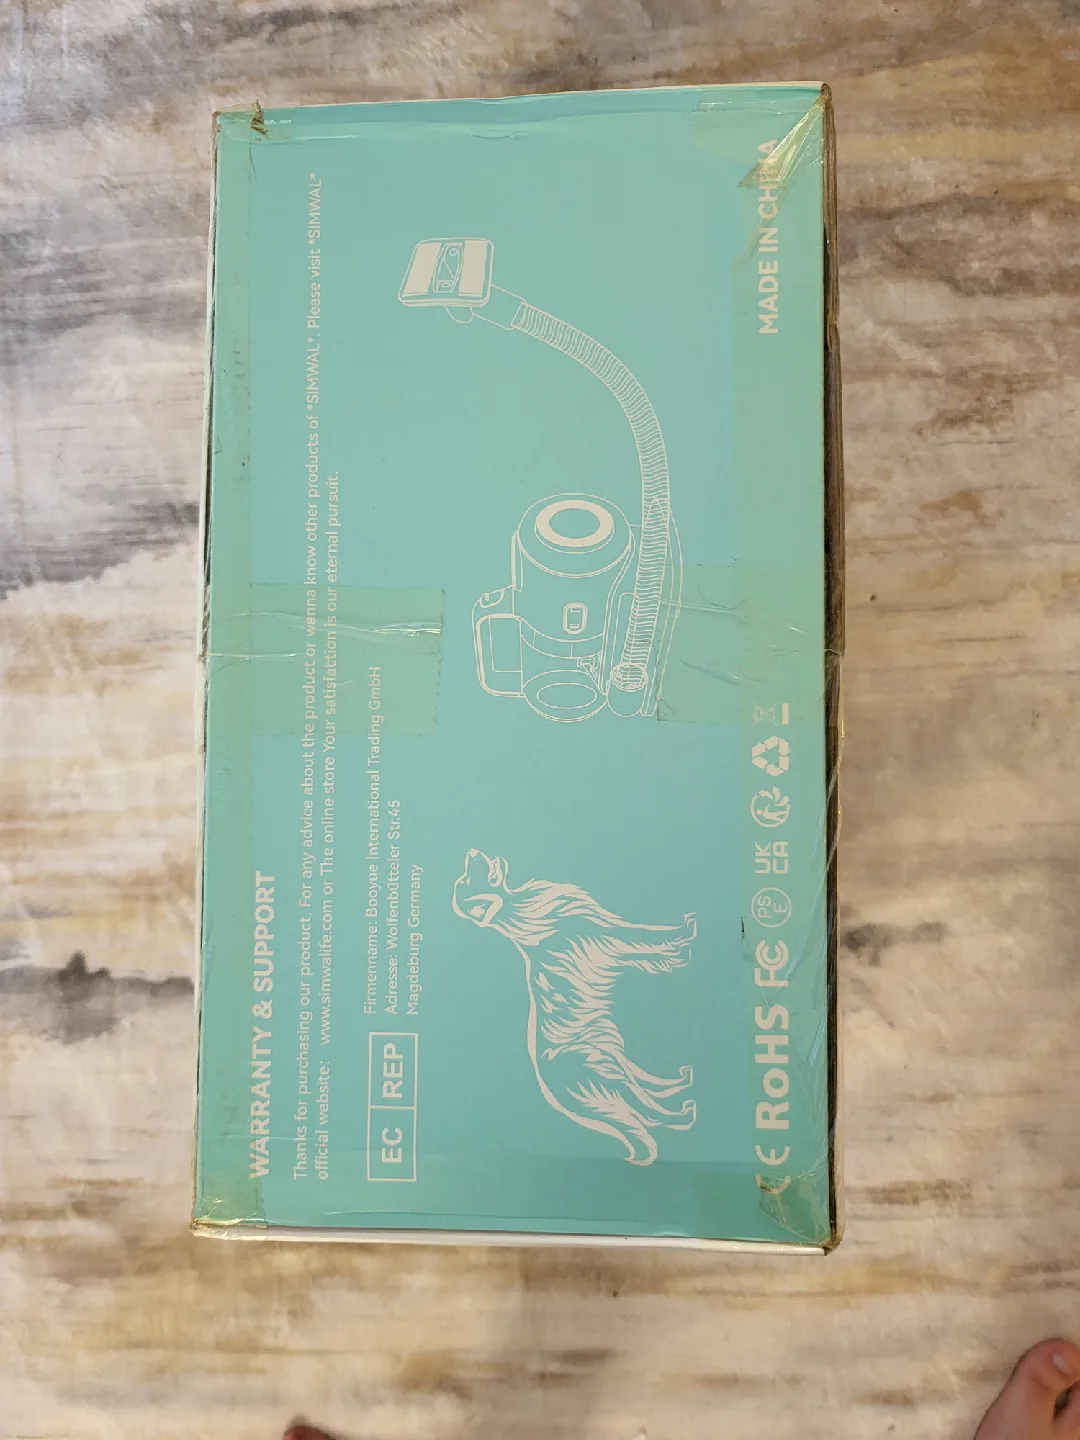 WARRANTY & SUPPORT
Thanks for purchasing our product. For any advice about the product or wanna know other products of *SIMWAL*, Please visit *SIMWAL*
official website: www.simwalife.com or The online store Your satisfaction is our eternal pursuit.
EC REP
Firmenname: Booyue International Trading GmbH
Adresse: Wolfenbütteler Str.45
Magdeburg Germany
CE RoHS FC PS E UK CA
MADE IN CHINA